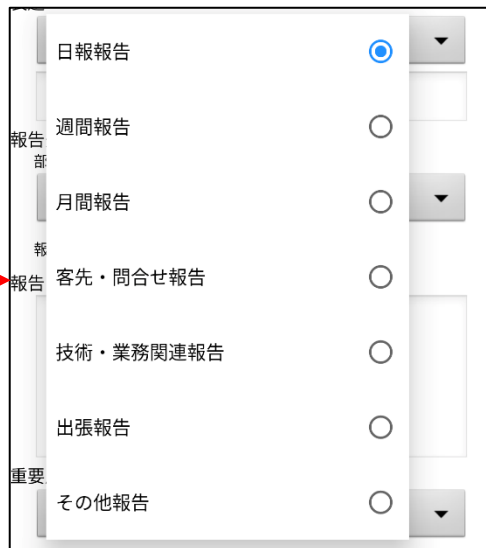 日報報告
週間報告
報告
部
月間報告
報
客先・問合せ報告
報告
技術・業務関連報告
出張報告
重要
その他報告